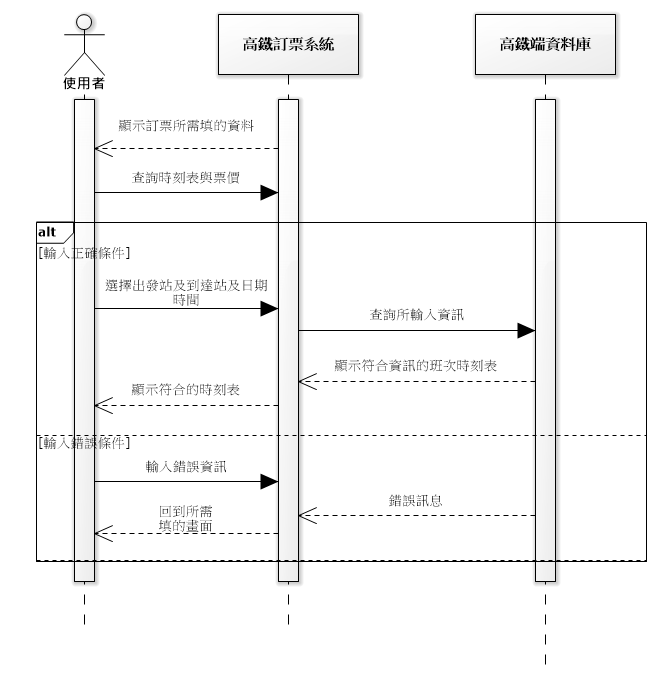 高鐵訂票系統
高鐵端資料庫
使用者
顯示訂票所需填的資料
查詢時刻表與票價
alt
[輸入正確條件]
選擇出發站及到達站及日期
時間
查詢所輸入資訊
顯示符合資訊的班次時刻表
顯示符合的時刻表
[輸入錯誤條件]
輸入錯誤資訊
錯誤訊息
回到所需
填的畫面